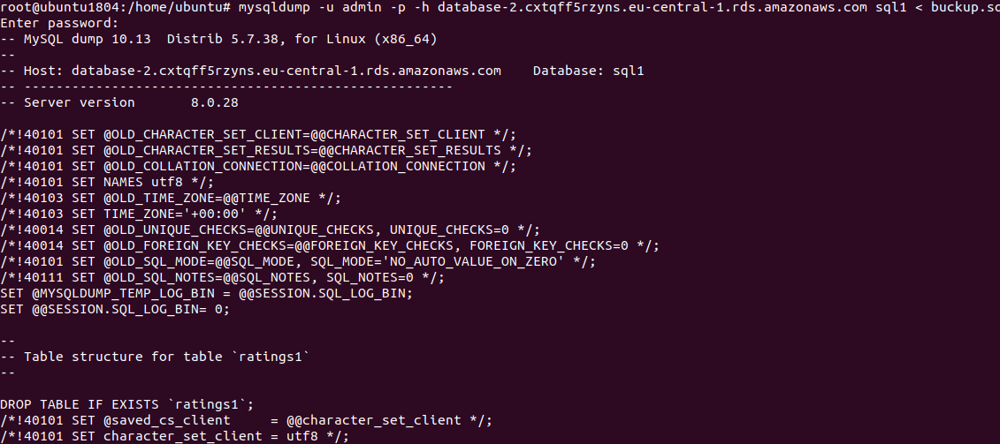 root@ubuntu1804:/home/ubuntu# mysqldump -u admin -p -h database-2.cxtqff5rzyns.eu-central-1.rds.amazonaws.com sql1 < buckup.sq
Enter password:
-- MySQL dump 10.13  Distrib 5.7.38, for Linux (x86_64)
--
-- Host: database-2.cxtqff5rzyns.eu-central-1.rds.amazonaws.com    Database: sql1
-- ------------------------------------------------------
-- Server version       8.0.28

/*!40101 SET @OLD_CHARACTER_SET_CLIENT=@@CHARACTER_SET_CLIENT */;
/*!40101 SET @OLD_CHARACTER_SET_RESULTS=@@CHARACTER_SET_RESULTS */;
/*!40101 SET @OLD_COLLATION_CONNECTION=@@COLLATION_CONNECTION */;
/*!40101 SET NAMES utf8 */;
/*!40103 SET @OLD_TIME_ZONE=@@TIME_ZONE */;
/*!40103 SET TIME_ZONE='+00:00' */;
/*!40014 SET @OLD_UNIQUE_CHECKS=@@UNIQUE_CHECKS, UNIQUE_CHECKS=0 */;
/*!40014 SET @OLD_FOREIGN_KEY_CHECKS=@@FOREIGN_KEY_CHECKS, FOREIGN_KEY_CHECKS=0 */;
/*!40101 SET @OLD_SQL_MODE=@@SQL_MODE, SQL_MODE='NO_AUTO_VALUE_ON_ZERO' */;
/*!40111 SET @OLD_SQL_NOTES=@@SQL_NOTES, SQL_NOTES=0 */;
SET @MYSQLDUMP_TEMP_LOG_BIN = @@SESSION.SQL_LOG_BIN;
SET @@SESSION.SQL_LOG_BIN= 0;

--
-- Table structure for table `ratings1`
--

DROP TABLE IF EXISTS `ratings1`;
/*!40101 SET @saved_cs_client     = @@character_set_client */;
/*!40101 SET character_set_client = utf8 */;